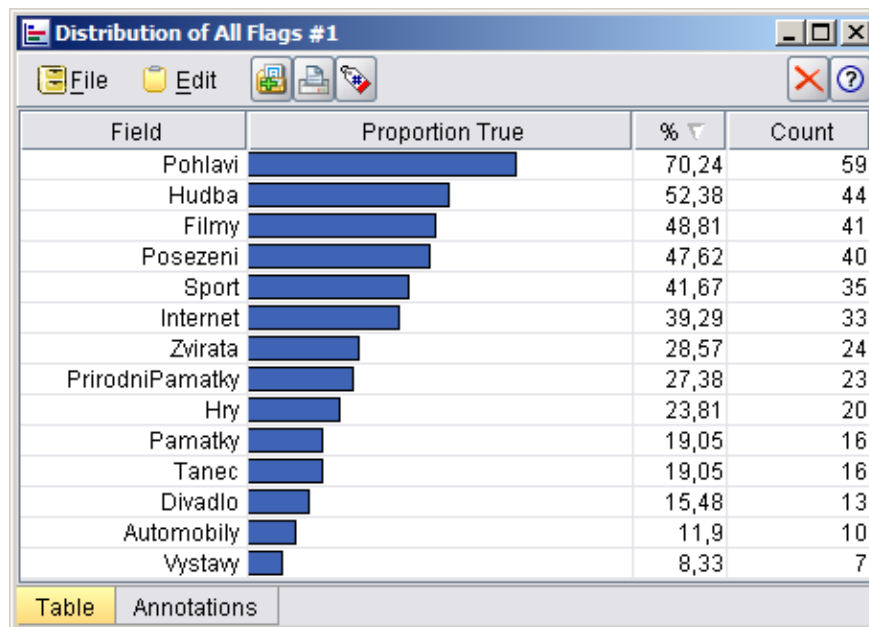 Distribution of All Flags #1
File Edit
Field Proportion True % Count
Pohlavi 70,24 59
Hudba 52,38 44
Filmy 48,81 41
Posezeni 47,62 40
Sport 41,67 35
Internet 39,29 33
Zvirata 28,57 24
PrirodniPamatky 27,38 23
Hry 23,81 20
Pamatky 19,05 16
Tanec 19,05 16
Divadlo 15,48 13
Automobily 11,9 10
Vystavy 8,33 7
Table Annotations